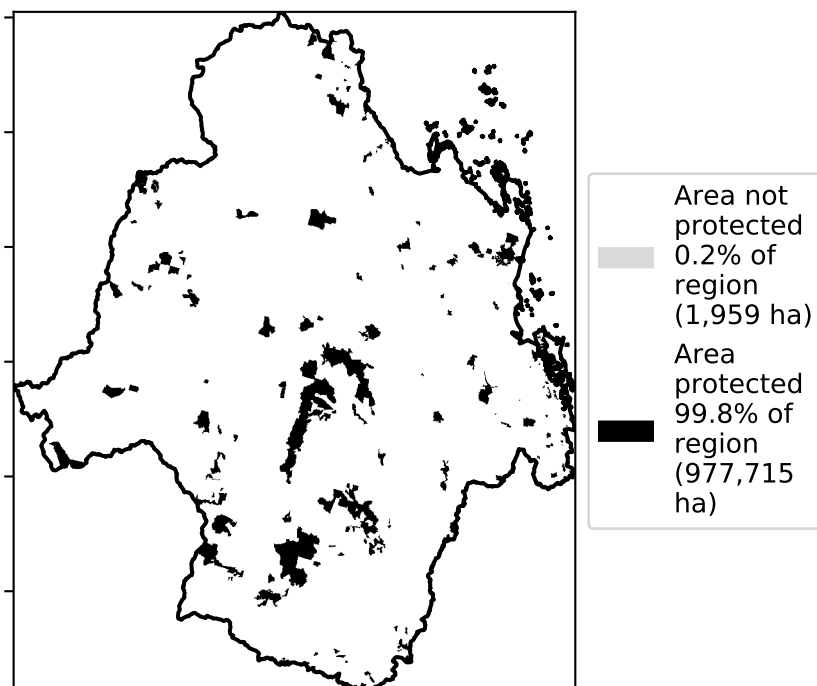 Area not
protected
0.2% of
region
(1,959 ha)
Area
protected
99.8% of
region
(977,715
ha)